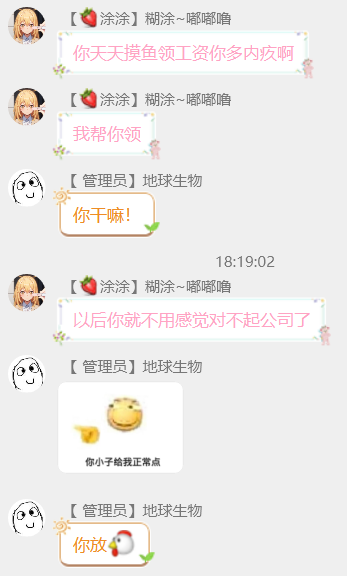 【🍓涂涂】糊涂~嘟嘟噜
你天天摸鱼领工资你多内疚啊
【🍓涂涂】糊涂~嘟嘟噜
我帮你领
【 管理员】地球生物
你干嘛!
18:19:02
【🍓涂涂】糊涂~嘟嘟噜
以后你就不用感觉对不起公司了
【 管理员】地球生物
你小子给我正常点
【 管理员】地球生物
你放🐔